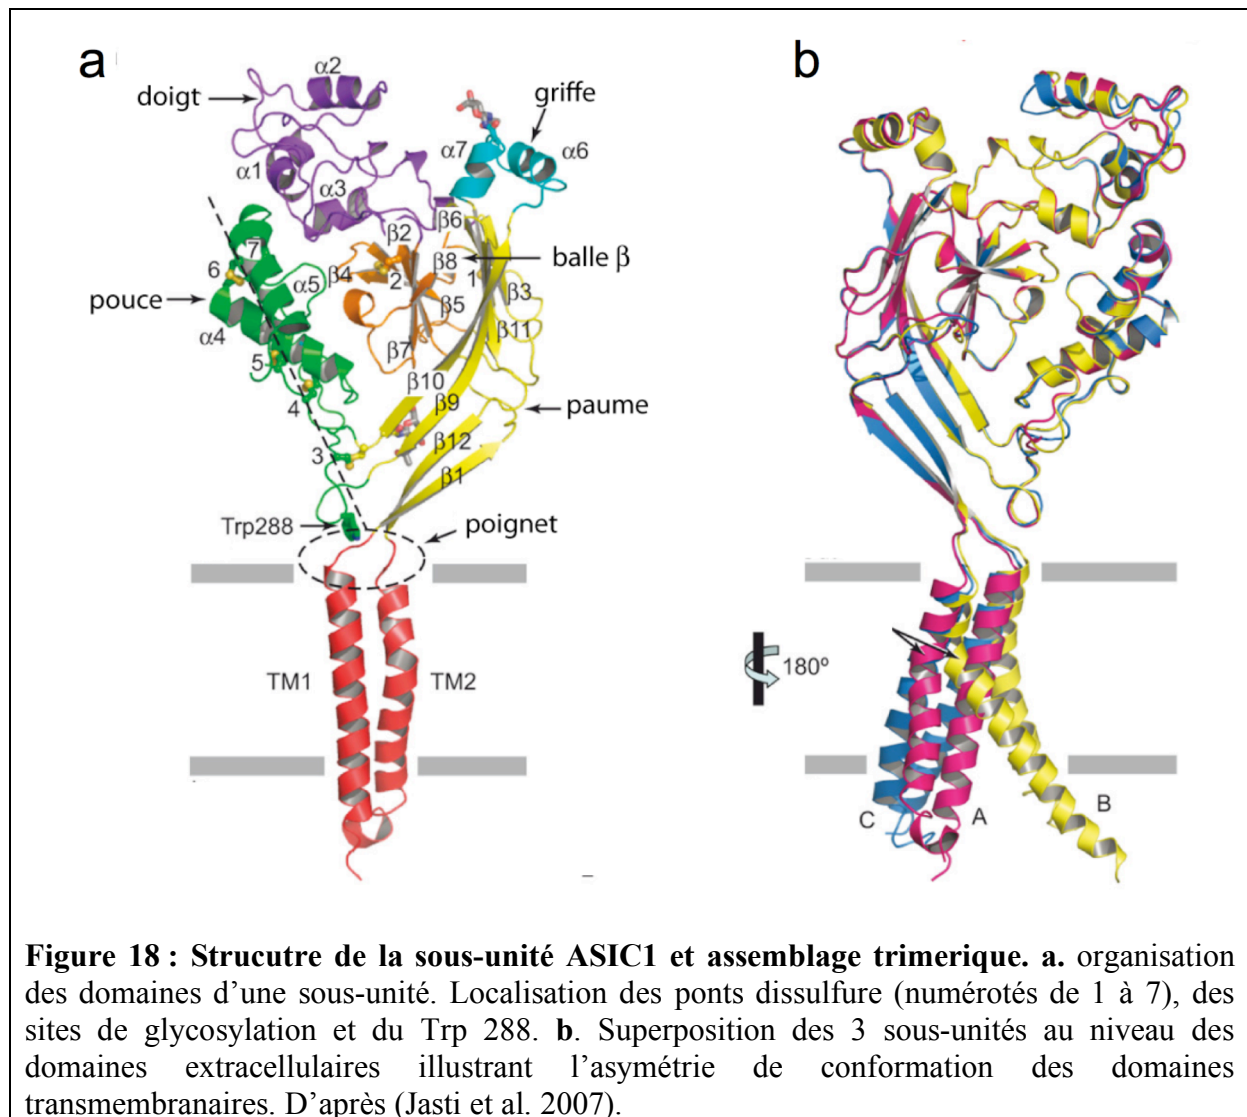 a
b
α2
doigt
griffe
α7
α6
α1
α3
β6
β2
7
6
β4
2
β8
1
balle β
α5
β3
pouce
β5
α4
β11
β7
5
β10
4
β9
paume
β12
3
β1
Trp288
poignet
180º
TM1
TM2
C
A
B
Figure 18 : Strucutre de la sous-unité ASIC1 et assemblage trimerique. a. organisation
des domaines d’une sous-unité. Localisation des ponts dissulfure (numérotés de 1 à 7), des
sites de glycosylation et du Trp 288. b. Superposition des 3 sous-unités au niveau des
domaines extracellulaires illustrant l’asymétrie de conformation des domaines
transmembranaires. D’après (Jasti et al. 2007).